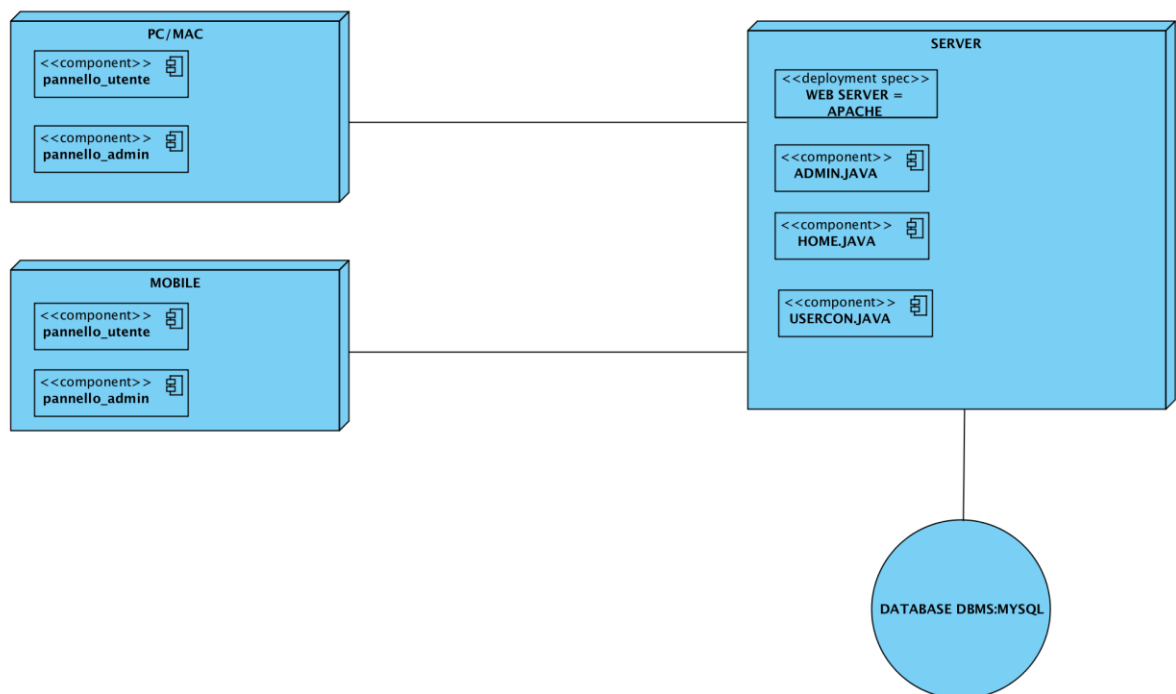 PC/MAC
<<component>>
pannello_utente
<<component>>
pannello_admin
SERVER
<<deployment spec>>
WEB SERVER =
APACHE
<<component>>
ADMIN.JAVA
<<component>>
HOME.JAVA
<<component>>
USERCON.JAVA
MOBILE
<<component>>
pannello_utente
<<component>>
pannello_admin
DATABASE DBMS:MYSQL